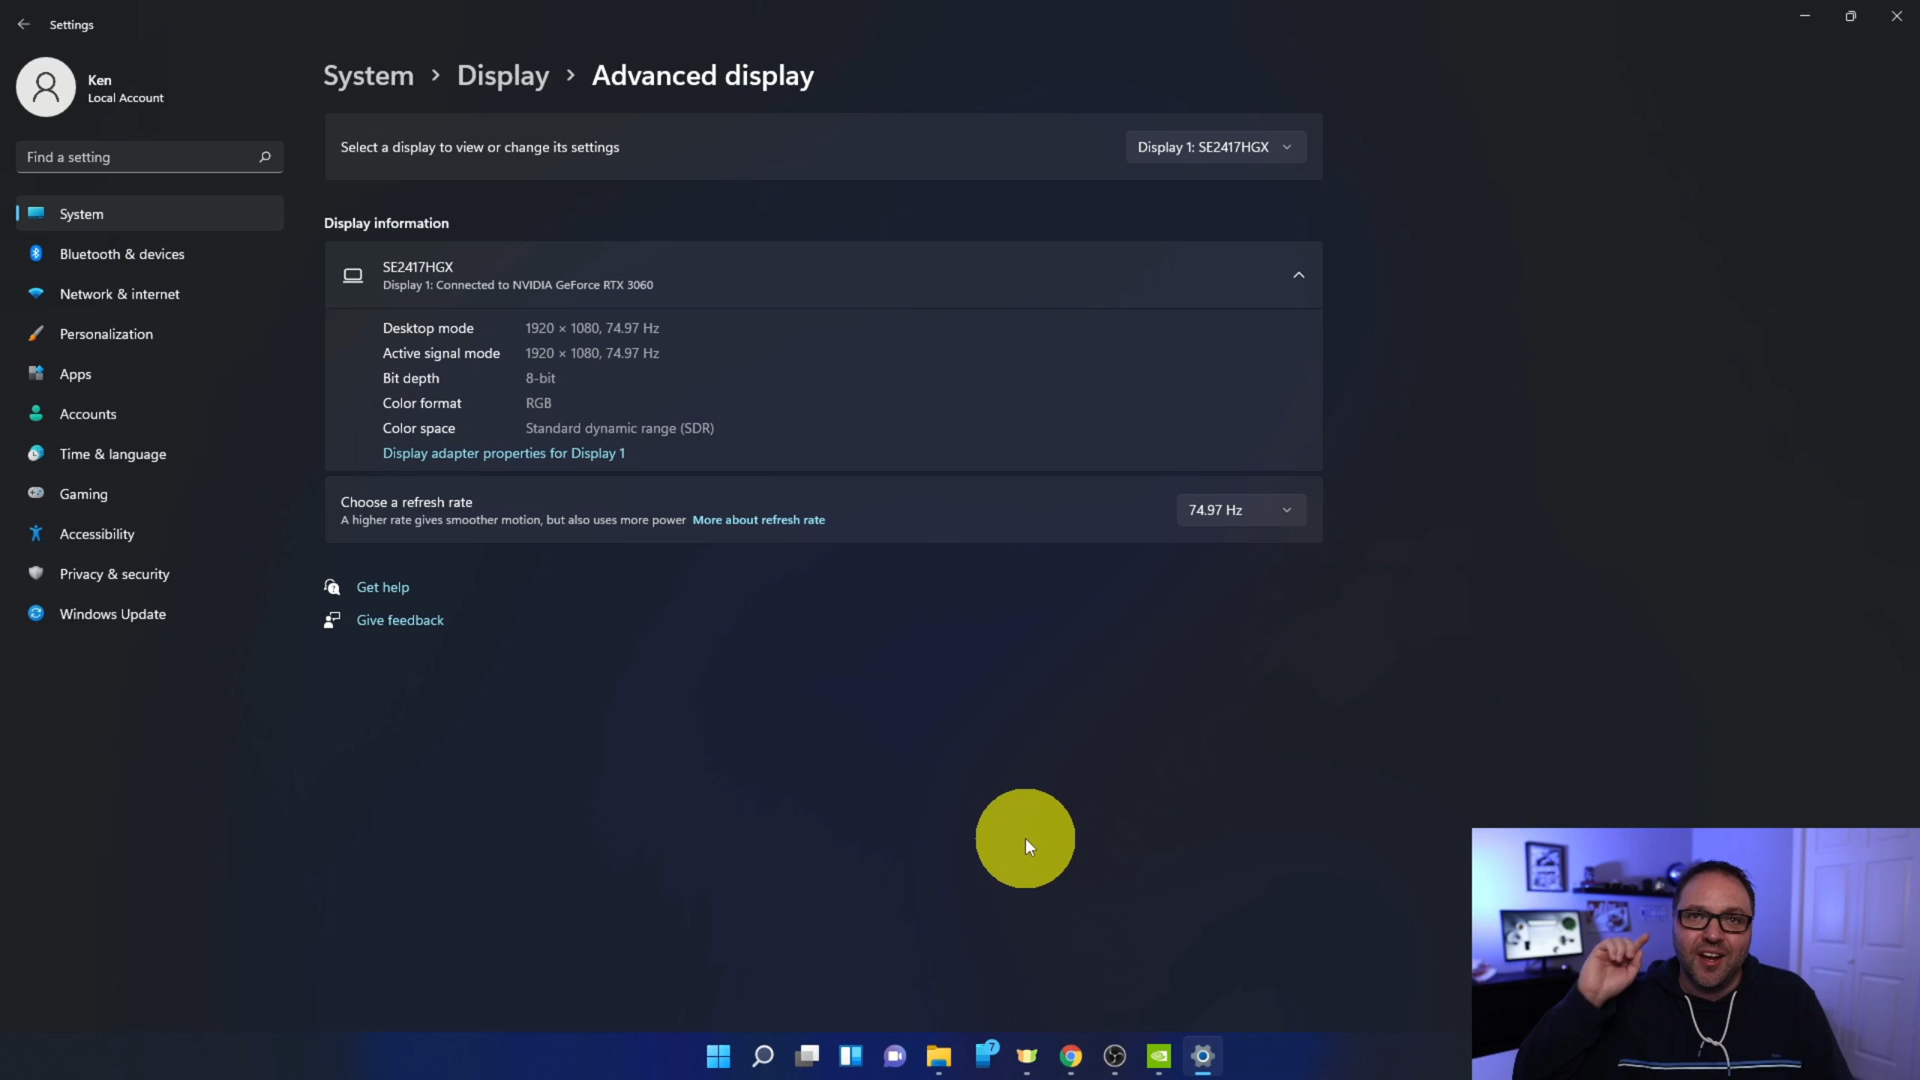 Settings
Ken
Local Account
Find a setting
System
Bluetooth & devices
Network & internet
Personalization
Apps
Accounts
Time & language
Gaming
Accessibility
Privacy & security
Windows Update
System > Display > Advanced display
Select a display to view or change its settings
Display 1: SE2417HGX
Display information
SE2417HGX
Display 1: Connected to NVIDIA GeForce RTX 3060
Desktop mode 1920 × 1080, 74.97 Hz
Active signal mode 1920 × 1080, 74.97 Hz
Bit depth 8-bit
Color format RGB
Color space Standard dynamic range (SDR)
Display adapter properties for Display 1
Choose a refresh rate
A higher rate gives smoother motion, but also uses more power More about refresh rate
74.97 Hz
Get help
Give feedback
7